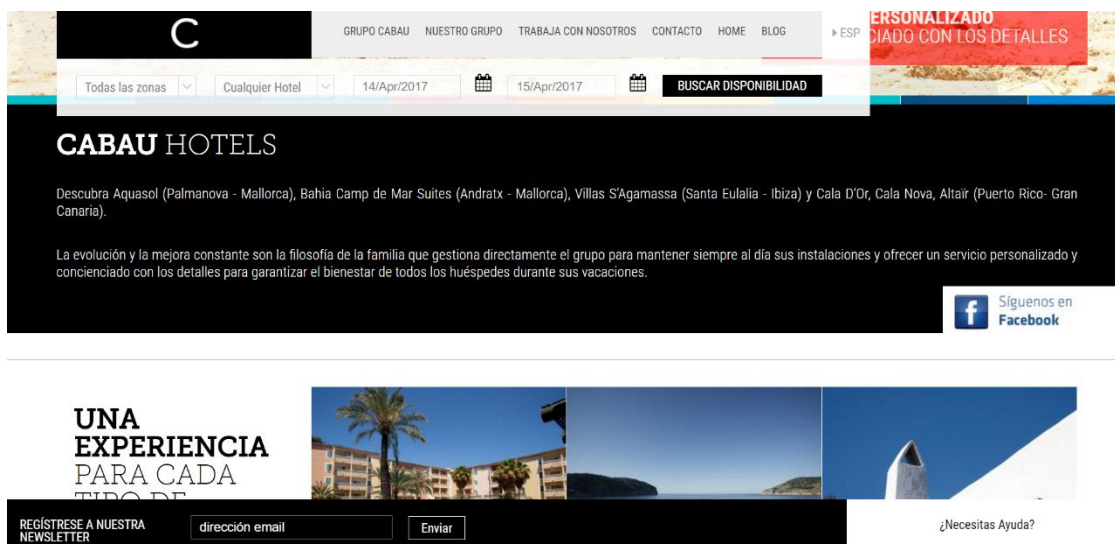 C
GRUPO CABAU NUESTRO GRUPO TRABAJA CON NOSOTROS CONTACTO HOME BLOG ESP
ERSONALIZADO
CIADO CON LOS DETALLES
Todas las zonas Cualquier Hotel 14/Apr/2017 15/Apr/2017 BUSCAR DISPONIBILIDAD
CABAU HOTELS
Descubra Aquasol (Palmanova - Mallorca), Bahia Camp de Mar Suites (Andratx - Mallorca), Villas S'Agamassa (Santa Eulalia - Ibiza) y Cala D'Or, Cala Nova, Altaïr (Puerto Rico- Gran
Canaria).
La evolución y la mejora constante son la filosofía de la familia que gestiona directamente el grupo para mantener siempre al día sus instalaciones y ofrecer un servicio personalizado y
concienciado con los detalles para garantizar el bienestar de todos los huéspedes durante sus vacaciones.
f
Síguenos en
Facebook
UNA
EXPERIENCIA
PARA CADA
TIPO DE
REGÍSTRESE A NUESTRA
NEWSLETTER
dirección email
Enviar
¿Necesitas Ayuda?